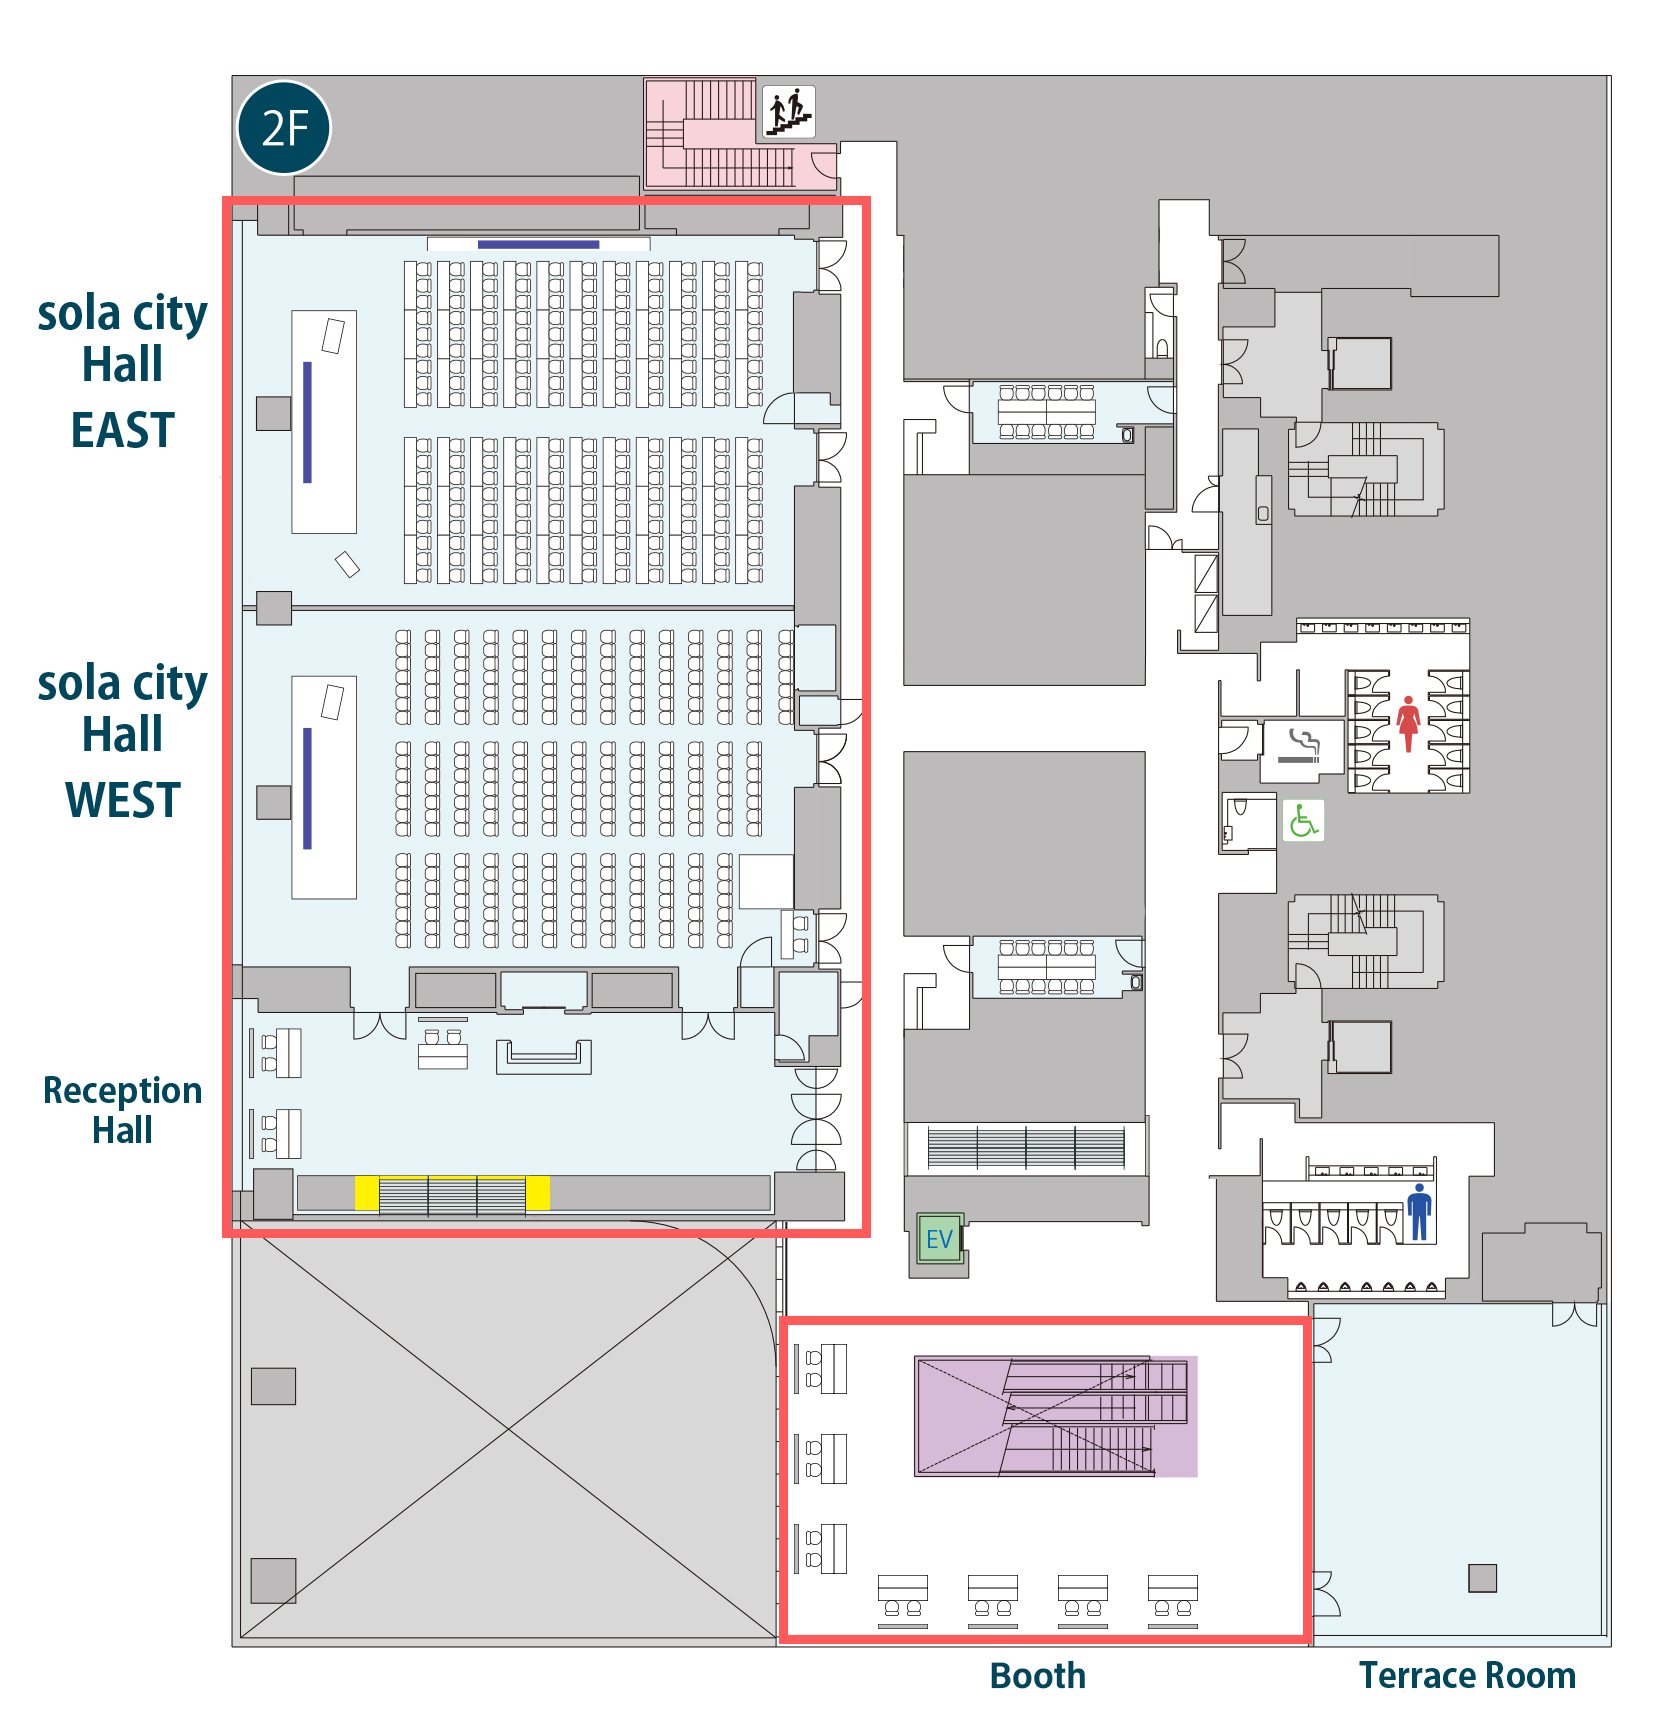 2F
sola city
Hall
EAST
sola city
Hall
WEST
Reception
Hall
EV
Booth
Terrace Room